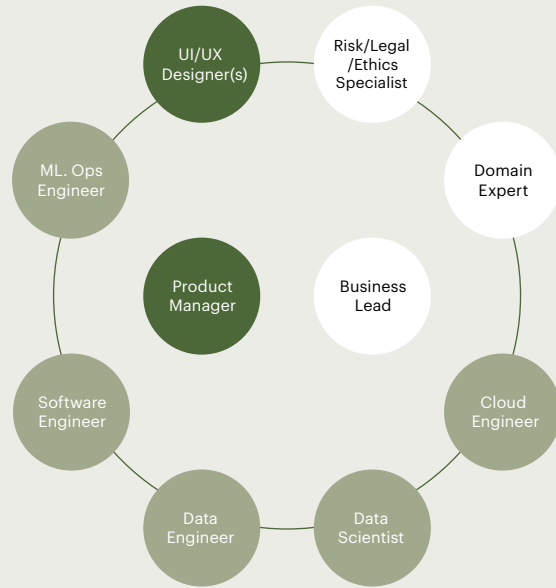 UI/UX
Designer(s)
Risk/Legal
/Ethics
Specialist
ML. Ops
Engineer
Domain
Expert
Product
Manager
Business
Lead
Software
Engineer
Cloud
Engineer
Data
Engineer
Data
Scientist